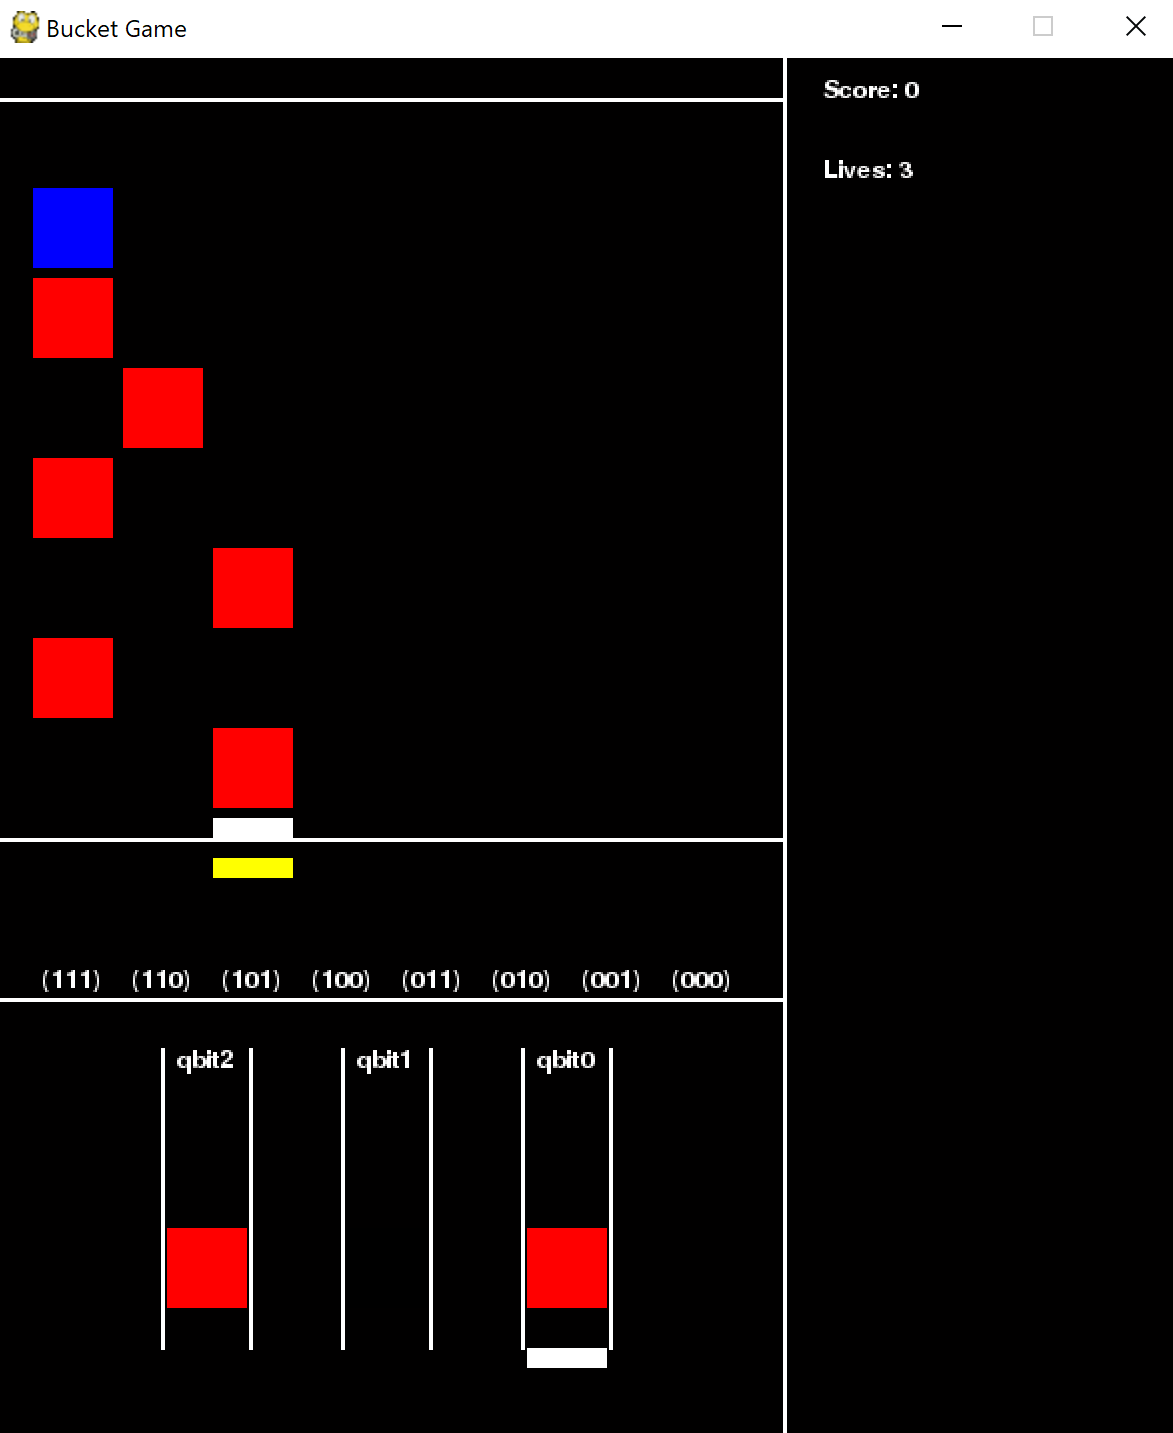 Bucket Game
Score: 0
Lives: 3
(111) (110) (101) (100) (011) (010) (001) (000)
qbit2 qbit1 qbit0